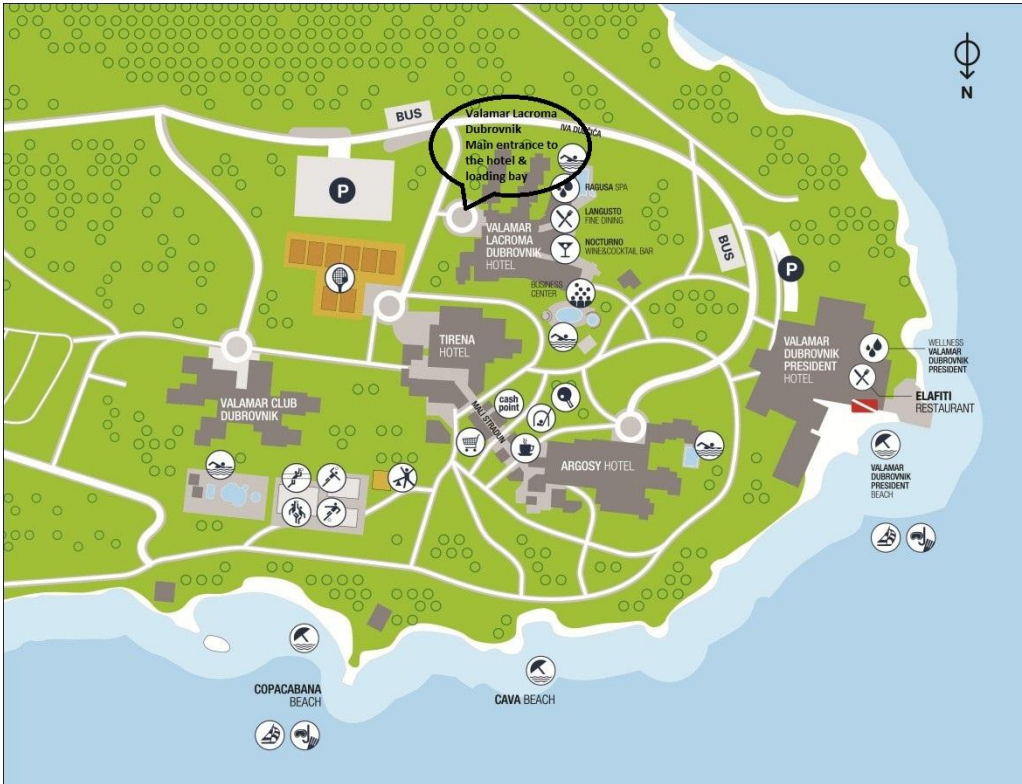 N
BUS
Valamar Lacroma
Dubrovnik
Main entrance to
the hotel &
loading bay
P
RAGUSA SPA
LANGUSTO
FINE DINING
VALAMAR
LACROMA
DUBROVNIK
HOTEL
NOCTURNO
WINE&COCKTAIL BAR
BUSINESS
CENTER
BUS
P
TIRENA
HOTEL
VALAMAR
DUBROVNIK
PRESIDENT
HOTEL
WELLNESS
VALAMAR
DUBROVNIK
PRESIDENT
ELAFITI
RESTAURANT
VALAMAR CLUB
DUBROVNIK
MALI STRADUN
cash
point
ARGOSY HOTEL
VALAMAR
DUBROVNIK
PRESIDENT
BEACH
COPACABANA
BEACH
CAVA BEACH